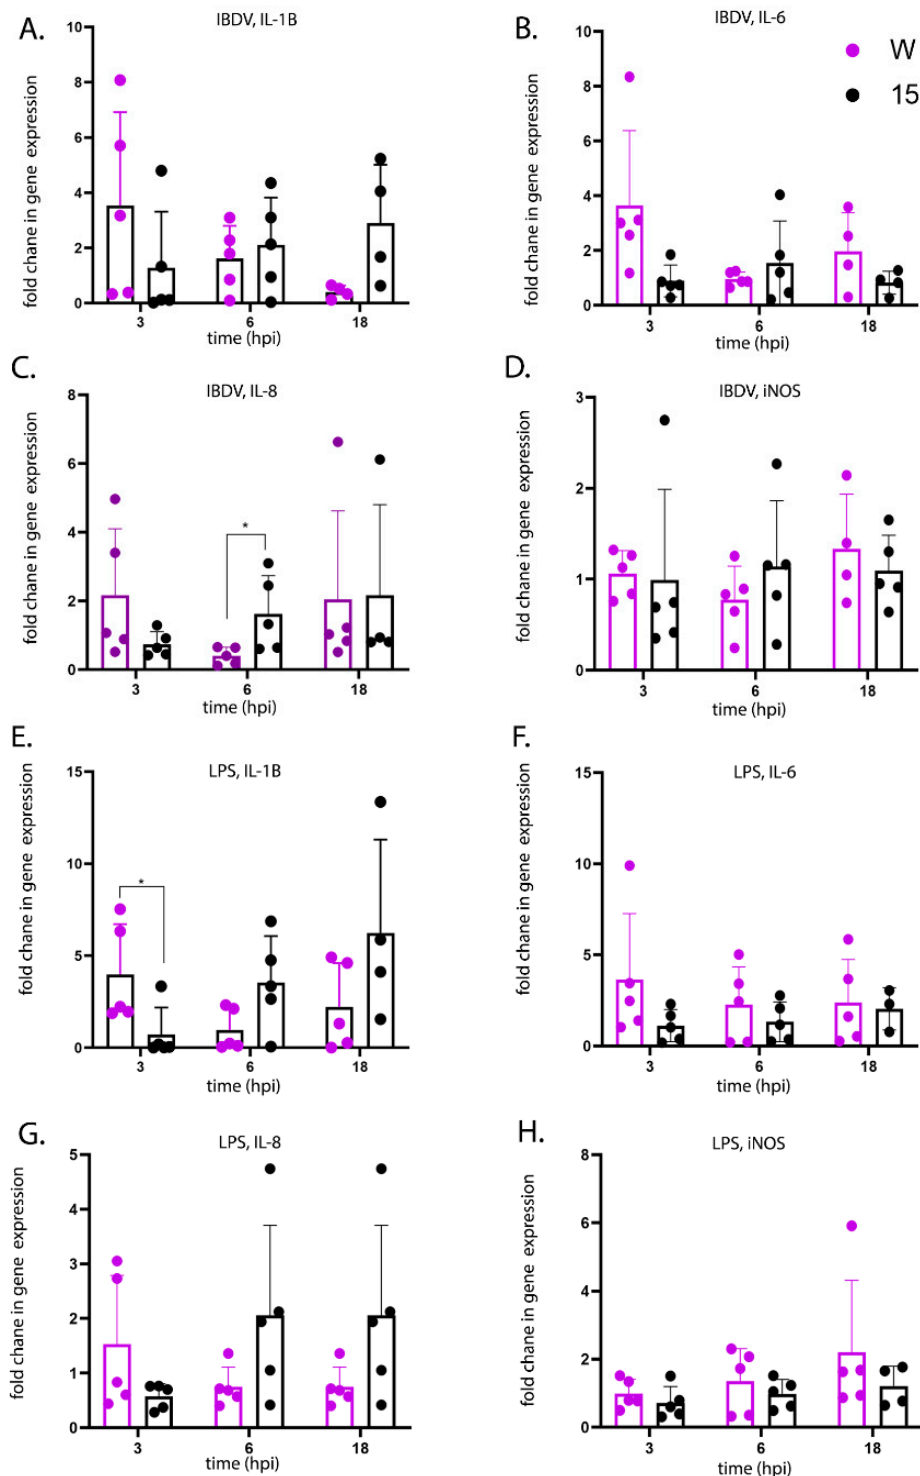 A.
IBDV, IL-1B
fold chane in gene expression
10
8
6
4
2
0
3
6
18
time (hpi)
B.
IBDV, IL-6
W
15
fold chane in gene expression
10
8
6
4
2
0
3
6
18
time (hpi)
C.
IBDV, IL-8
fold chane in gene expression
8
6
4
2
0
*
3
6
18
time (hpi)
D.
IBDV, iNOS
fold chane in gene expression
3
2
1
0
3
6
18
time (hpi)
E.
LPS, IL-1B
fold chane in gene expression
15
10
5
0
*
3
6
18
time (hpi)
F.
LPS, IL-6
fold chane in gene expression
15
10
5
0
3
6
18
time (hpi)
G.
LPS, IL-8
fold chane in gene expression
5
4
3
2
1
0
3
6
18
time (hpi)
H.
LPS, iNOS
fold chane in gene expression
8
6
4
2
0
3
6
18
time (hpi)